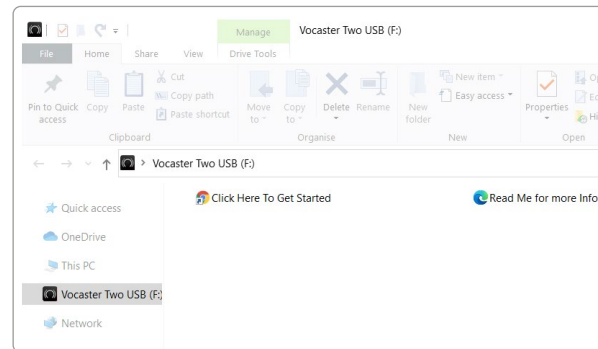 Manage Vocaster Two USB (F:)
File Home Share View Drive Tools
Pin to Quick access
Copy
Paste
Cut
Copy path
Paste shortcut
Clipboard
Move to
Copy to
Delete
Rename
Organise
New folder
New item
Easy access
New
Properties
Open
Vocaster Two USB (F:)
Quick access
OneDrive
This PC
Vocaster Two USB (F:)
Network
Click Here To Get Started
Read Me for more Info